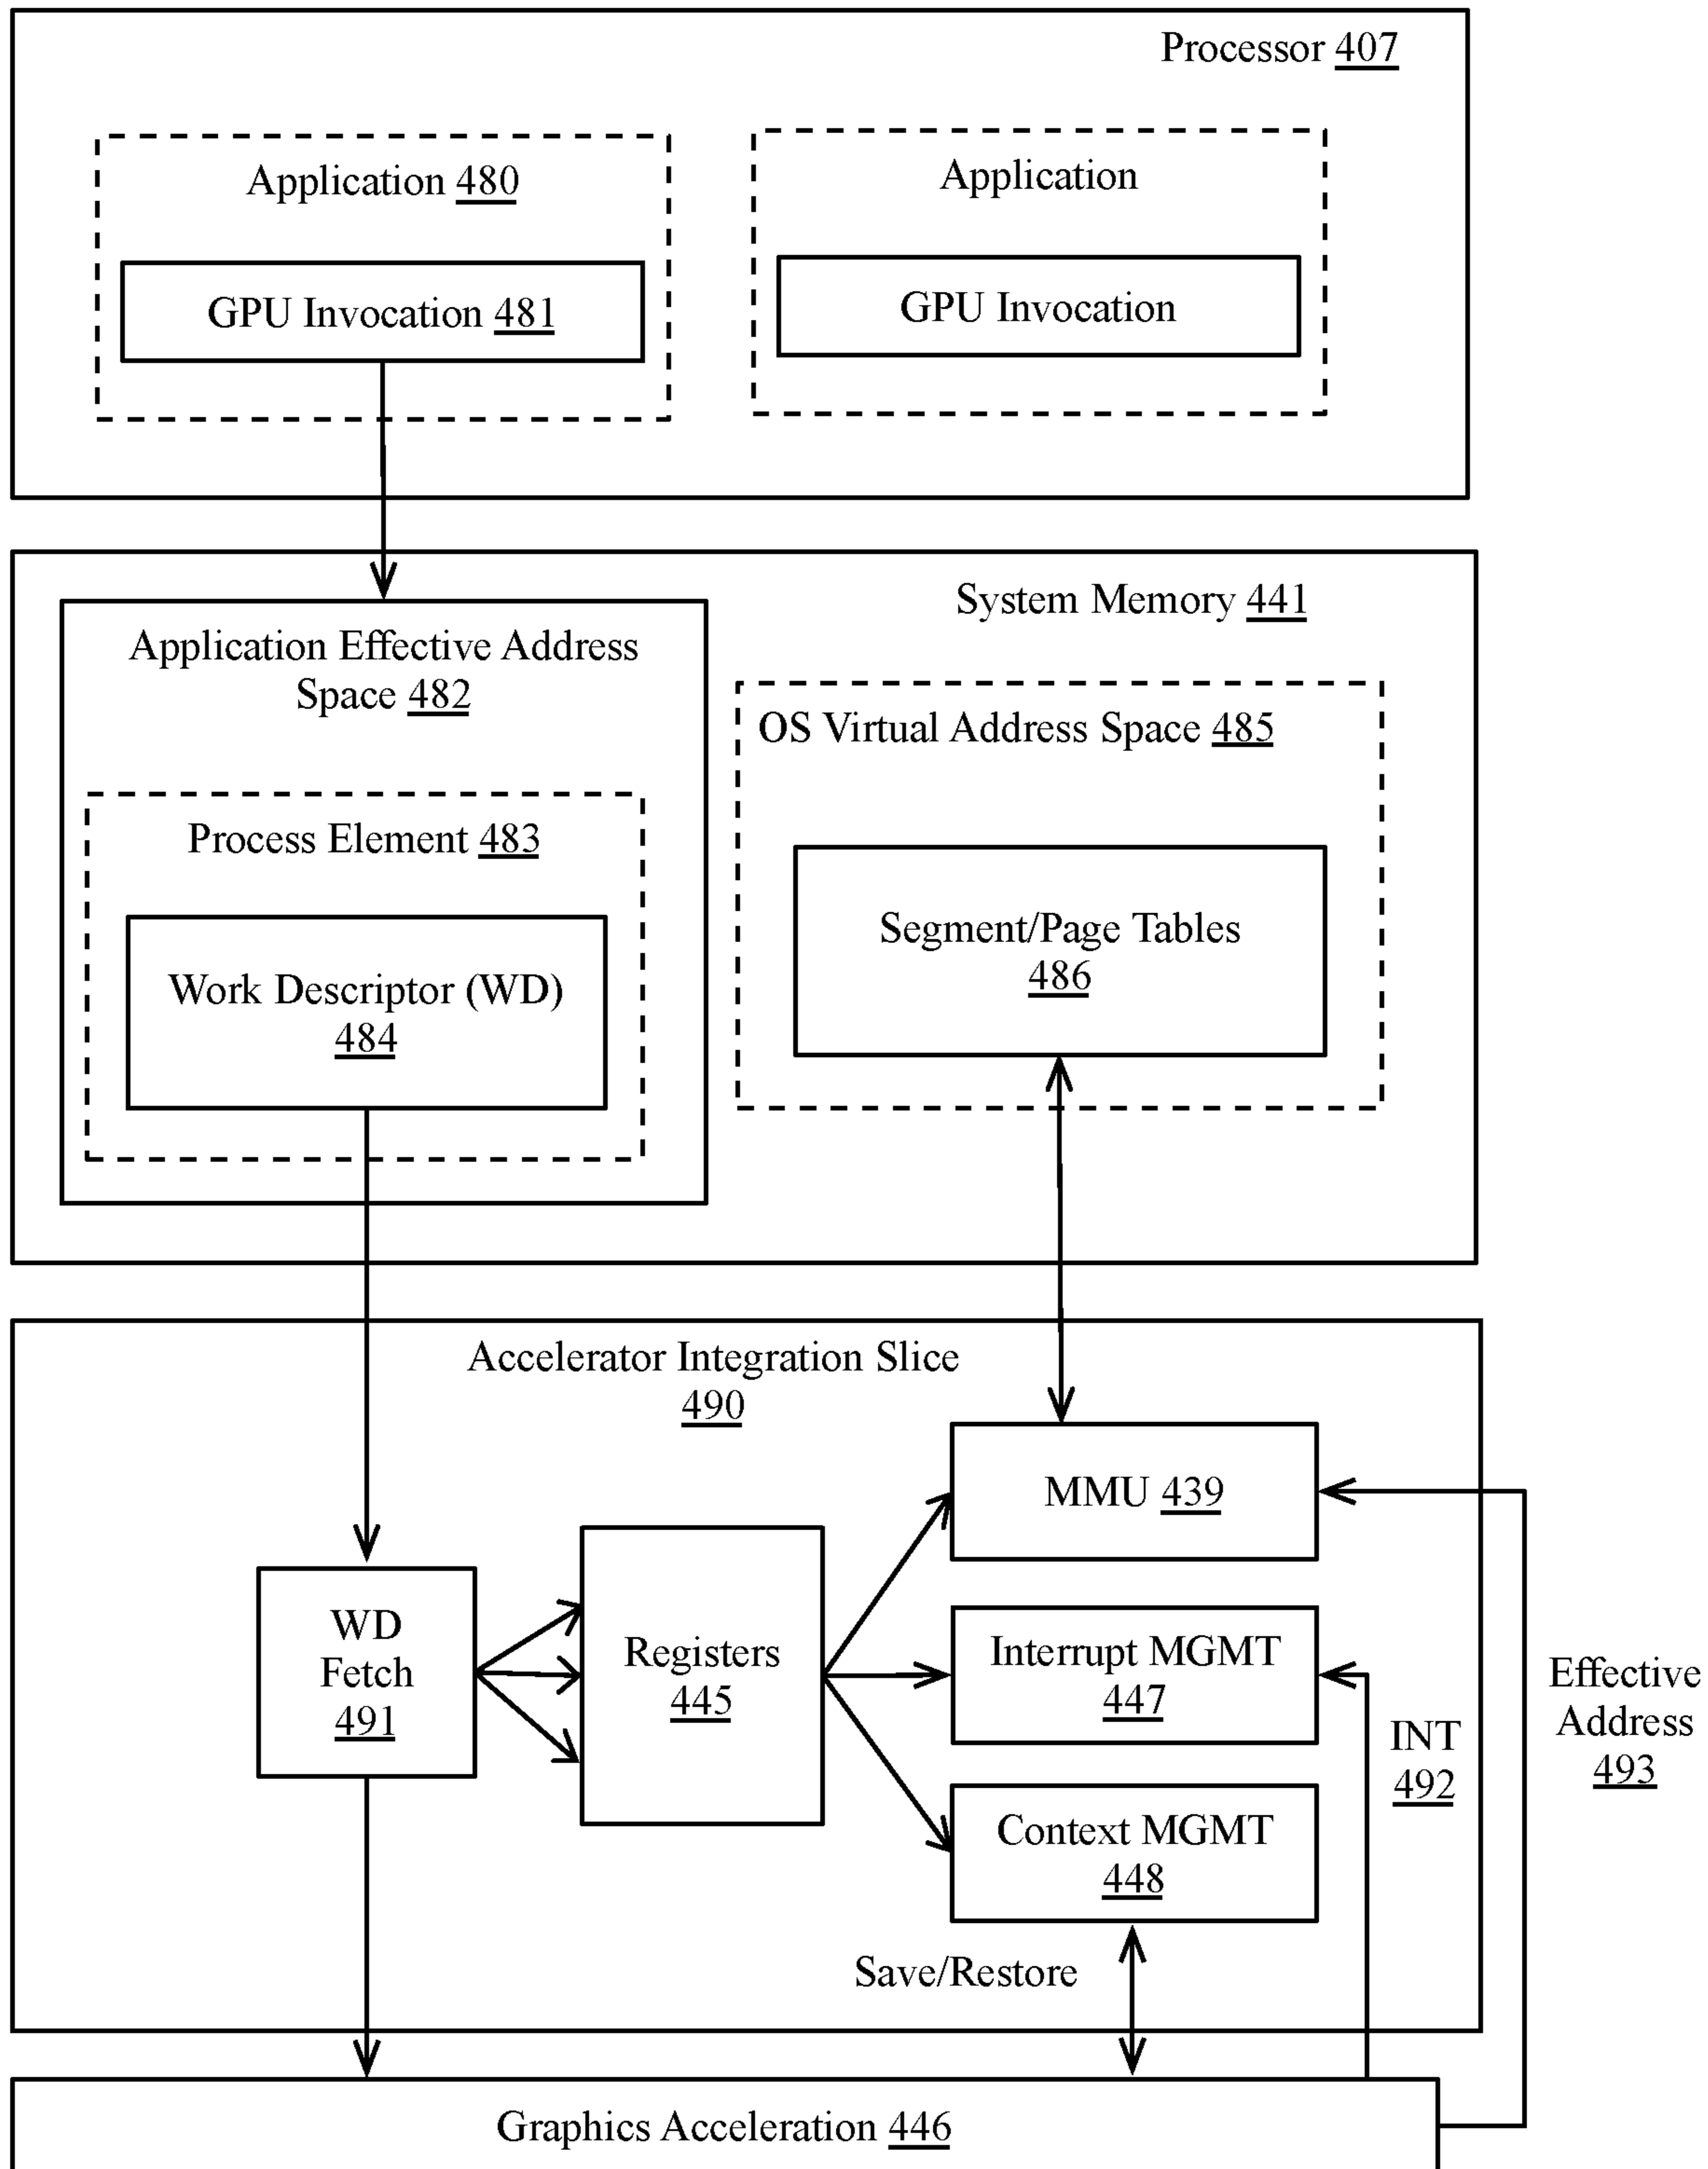 Processor 407
Application 480
GPU Invocation 481
Application
GPU Invocation
System Memory 441
Application Effective Address
Space 482
Process Element 483
Work Descriptor (WD)
484
OS Virtual Address Space 485
Segment/Page Tables
486
Accelerator Integration Slice
490
WD
Fetch
491
Registers
445
MMU 439
Interrupt MGMT
447
Context MGMT
448
Save/Restore
INT
492
Effective
Address
493
Graphics Acceleration 446